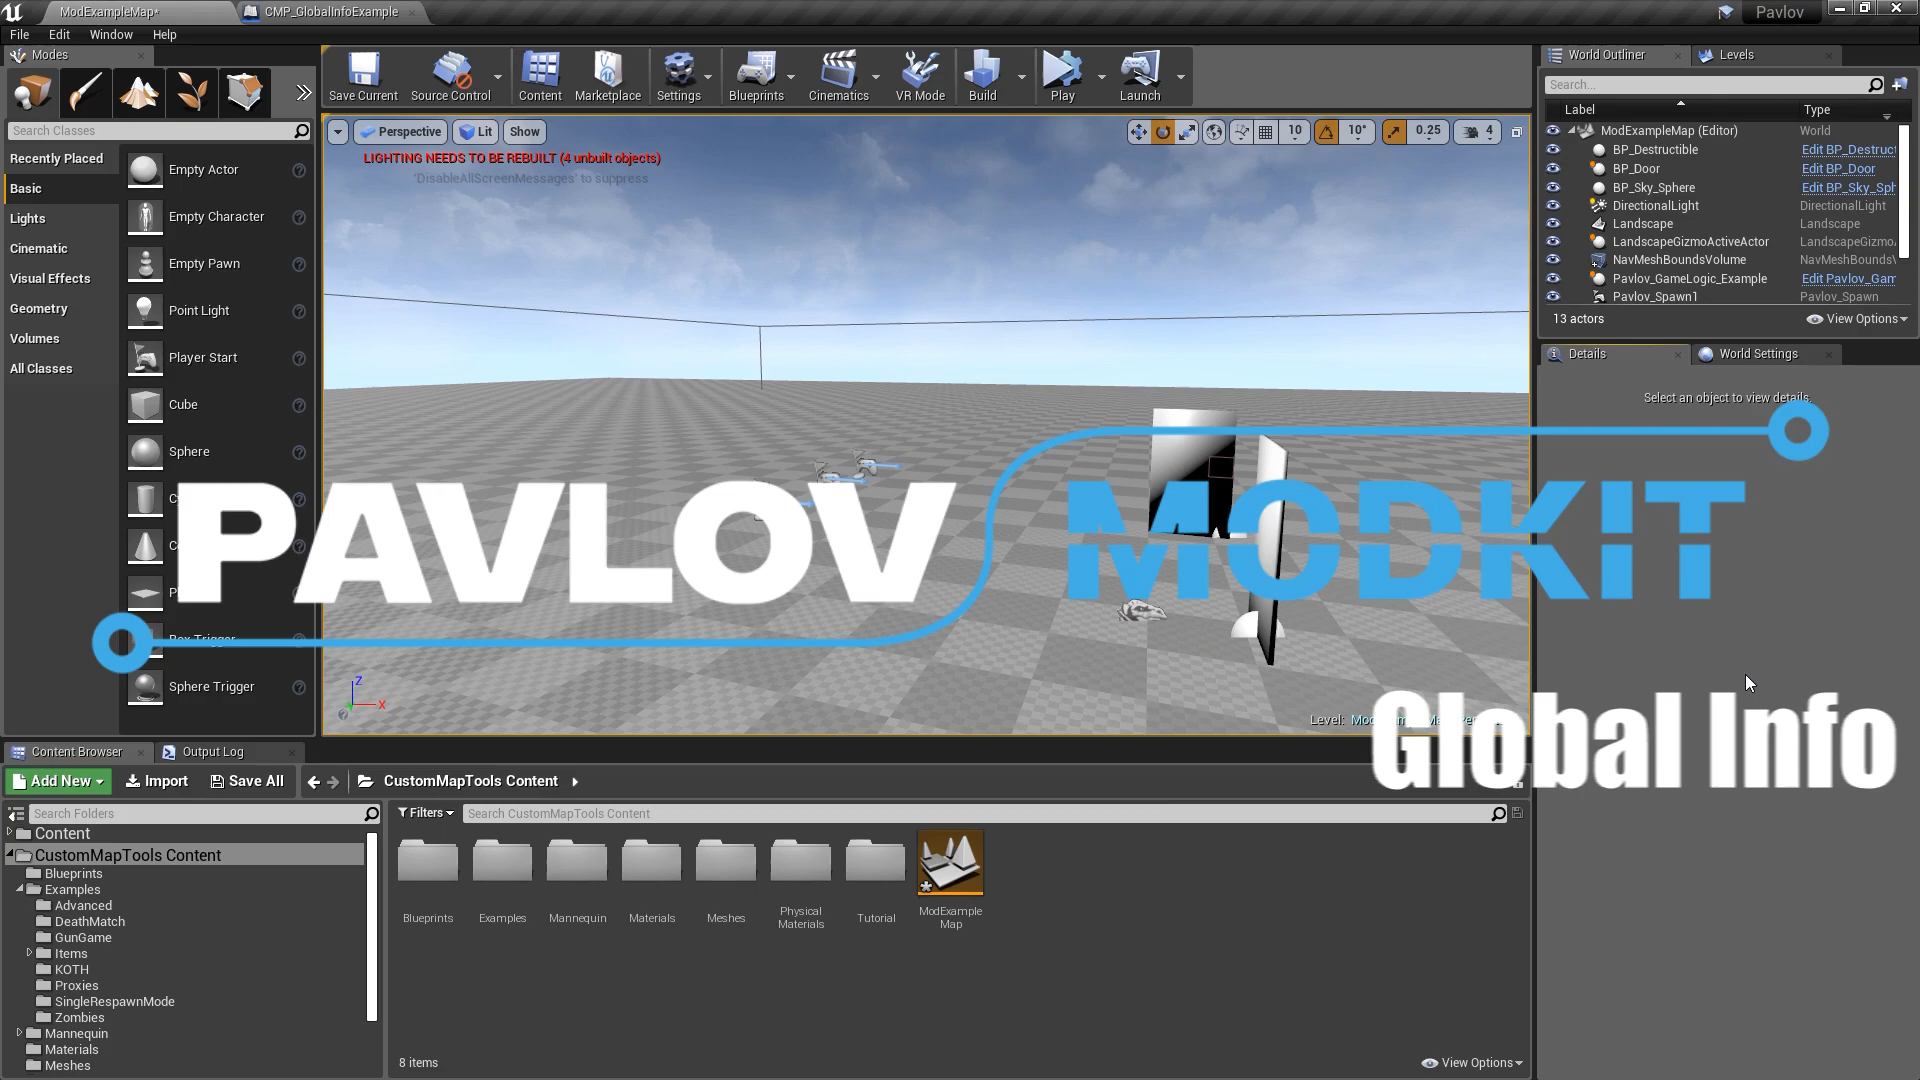 ModExampleMap*
CMP_GlobalInfoExample
Pavlov
File Edit Window Help
Modes
Search Classes
Recently Placed
Basic
Lights
Cinematic
Visual Effects
Geometry
Volumes
All Classes
Empty Actor
Empty Character
Empty Pawn
Point Light
Player Start
Cube
Sphere
Sphere Trigger
Save Current
Source Control
Content
Marketplace
Settings
Blueprints
Cinematics
VR Mode
Build
Play
Launch
Perspective
Lit
Show
10
10°
0.25
4
LIGHTING NEEDS TO BE REBUILT (4 unbuilt objects)
'DisableAllScreenMessages' to suppress
Z
X
Level:
World Outliner
Levels
Search...
Label Type
ModExampleMap (Editor) World
BP_Destructible Edit BP_Destruct
BP_Door Edit BP_Door
BP_Sky_Sphere Edit BP_Sky_Sph
DirectionalLight DirectionalLight
Landscape Landscape
LandscapeGizmoActiveActor LandscapeGizmo
NavMeshBoundsVolume NavMeshBounds
Pavlov_GameLogic_Example Edit Pavlov_Gam
Pavlov_Spawn1 Pavlov_Spawn
13 actors
View Options
Details
World Settings
Select an object to view details.
PAVLOV MODKIT
Global Info
Content Browser
Output Log
Add New
Import
Save All
CustomMapTools Content
Search Folders
Content
CustomMapTools Content
Blueprints
Examples
Advanced
DeathMatch
GunGame
Items
KOTH
Proxies
SingleRespawnMode
Zombies
Mannequin
Materials
Meshes
Filters
Search CustomMapTools Content
Blueprints
Examples
Mannequin
Materials
Meshes
Physical
Materials
Tutorial
ModExample
Map
8 items
View Options